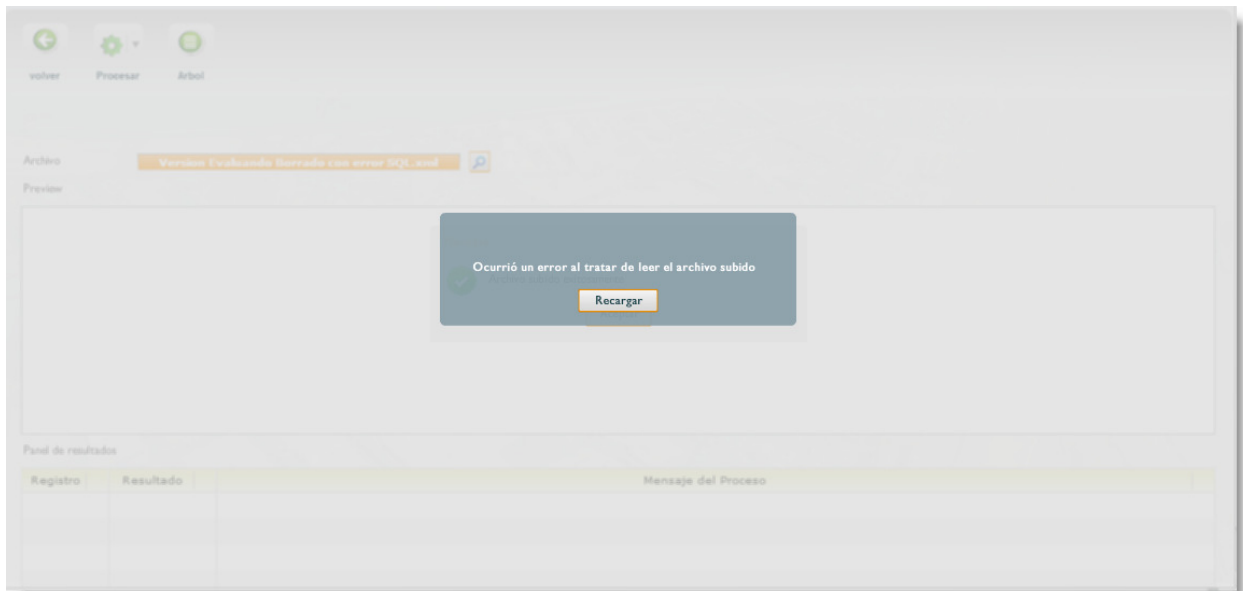 volver Procesar Arbol
Archivo Version Evaluando Borrado con error SQL.xml
Preview
Ocurrió un error al tratar de leer el archivo subido
Recargar
Panel de resultados
Registro Resultado Mensaje del Proceso